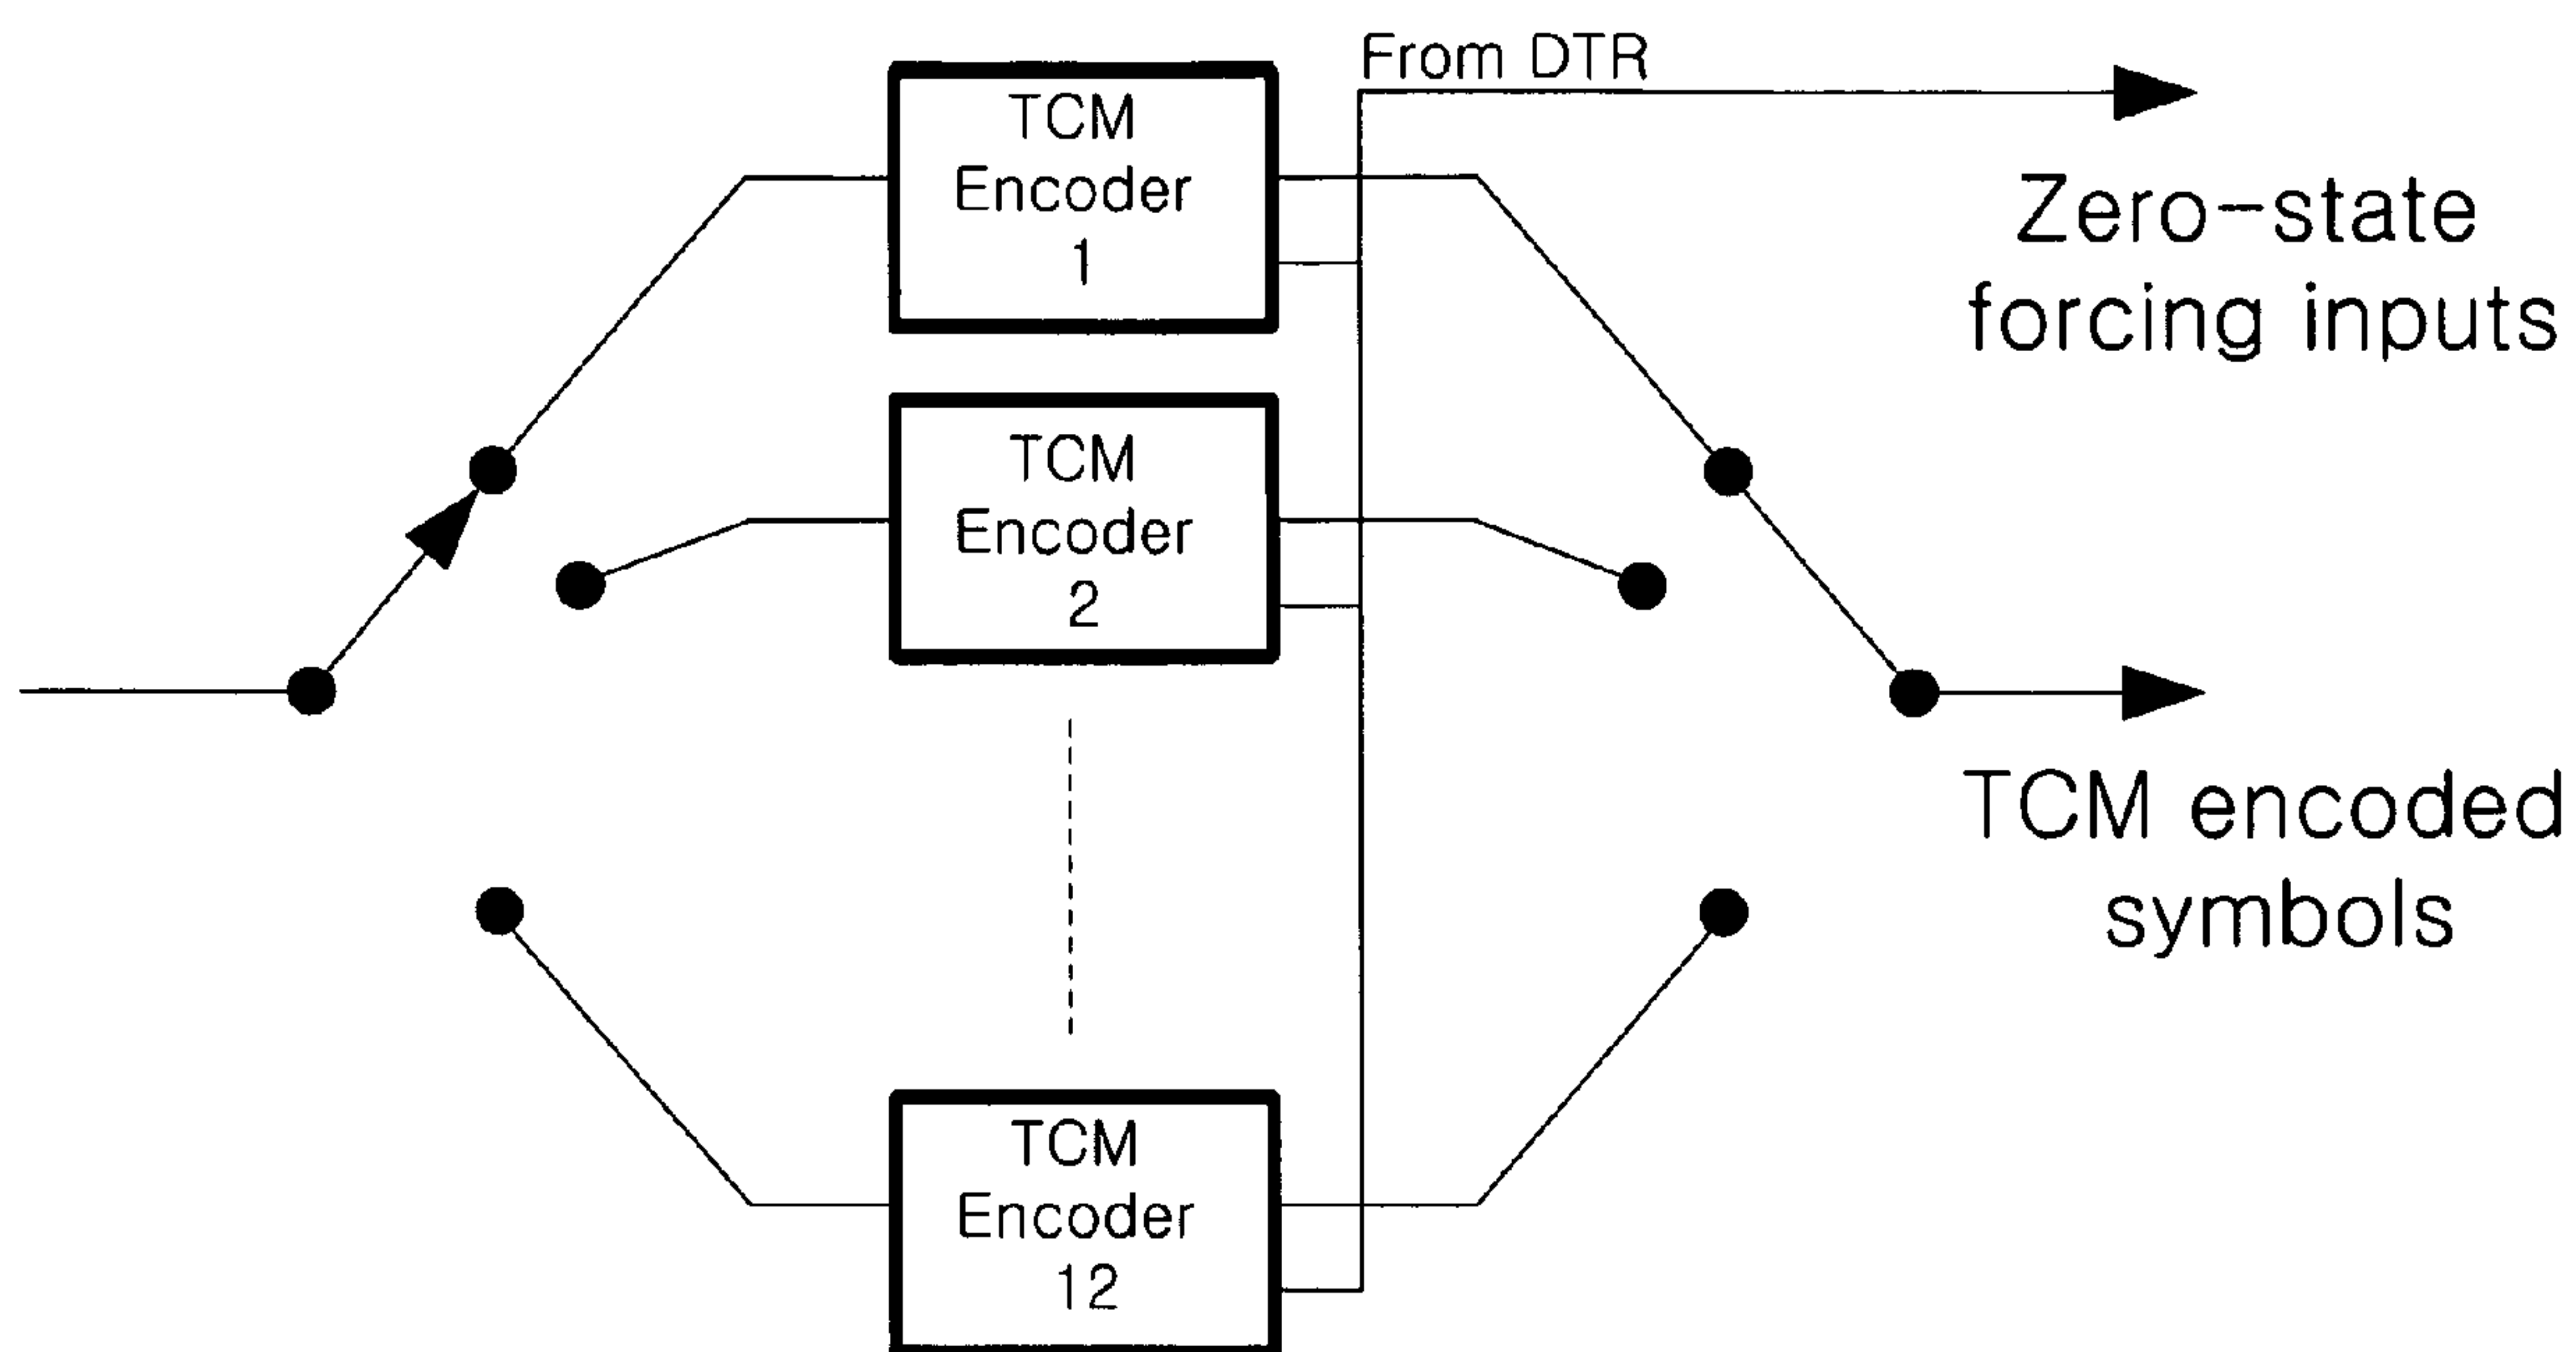 From DTR
TCM
Encoder
1
Zero-state
forcing inputs
TCM
Encoder
2
TCM encoded
symbols
TCM
Encoder
12